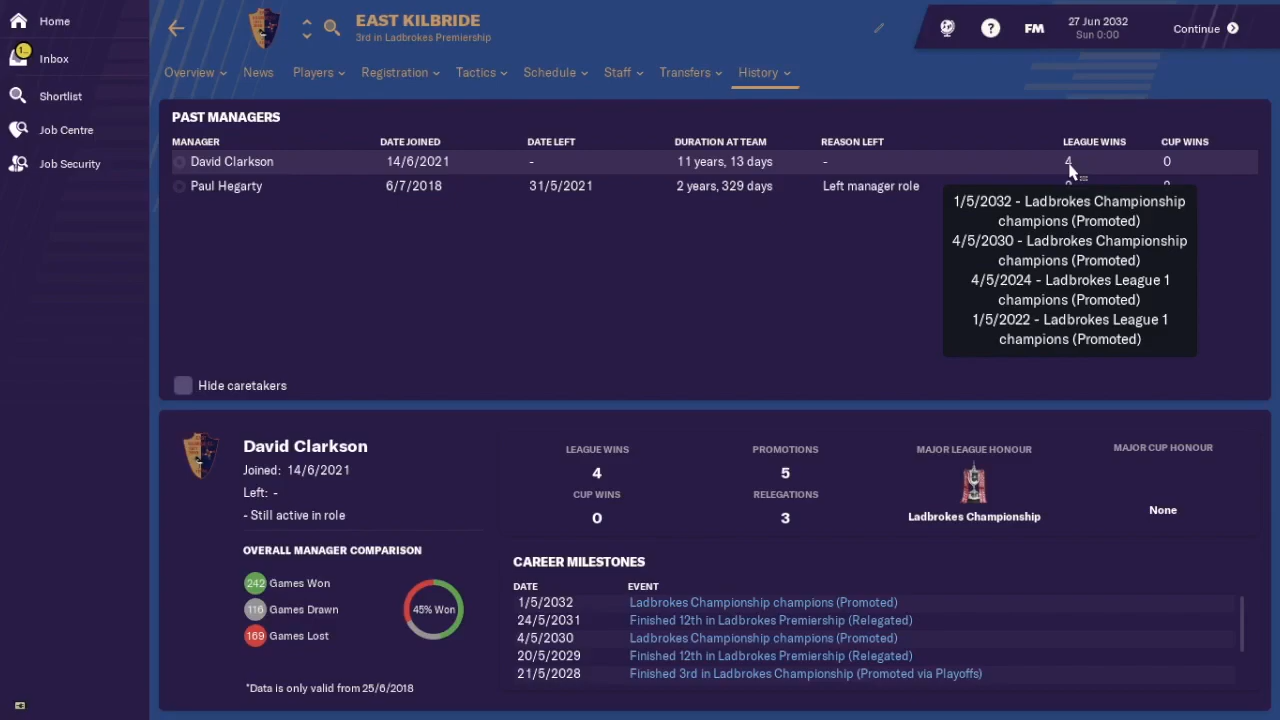 Home
Inbox
Shortlist
Job Centre
Job Security
EAST KILBRIDE
3rd in Ladbrokes Premiership
?
FM
27 Jun 2032
Sun 0:00
Continue
Overview
News
Players
Registration
Tactics
Schedule
Staff
Transfers
History
PAST MANAGERS
MANAGER DATE JOINED DATE LEFT DURATION AT TEAM REASON LEFT LEAGUE WINS CUP WINS
David Clarkson 14/6/2021 - 11 years, 13 days - 4 0
Paul Hegarty 6/7/2018 31/5/2021 2 years, 329 days Left manager role
1/5/2032 - Ladbrokes Championship
champions (Promoted)
4/5/2030 - Ladbrokes Championship
champions (Promoted)
4/5/2024 - Ladbrokes League 1
champions (Promoted)
1/5/2022 - Ladbrokes League 1
champions (Promoted)
Hide caretakers
David Clarkson
Joined: 14/6/2021
Left: -
- Still active in role
OVERALL MANAGER COMPARISON
242 Games Won
116 Games Drawn
169 Games Lost
45% Won
*Data is only valid from 25/6/2018
LEAGUE WINS
4
CUP WINS
0
PROMOTIONS
5
RELEGATIONS
3
MAJOR LEAGUE HONOUR
Ladbrokes Championship
MAJOR CUP HONOUR
None
CAREER MILESTONES
DATE EVENT
1/5/2032 Ladbrokes Championship champions (Promoted)
24/5/2031 Finished 12th in Ladbrokes Premiership (Relegated)
4/5/2030 Ladbrokes Championship champions (Promoted)
20/5/2029 Finished 12th in Ladbrokes Premiership (Relegated)
21/5/2028 Finished 3rd in Ladbrokes Championship (Promoted via Playoffs)